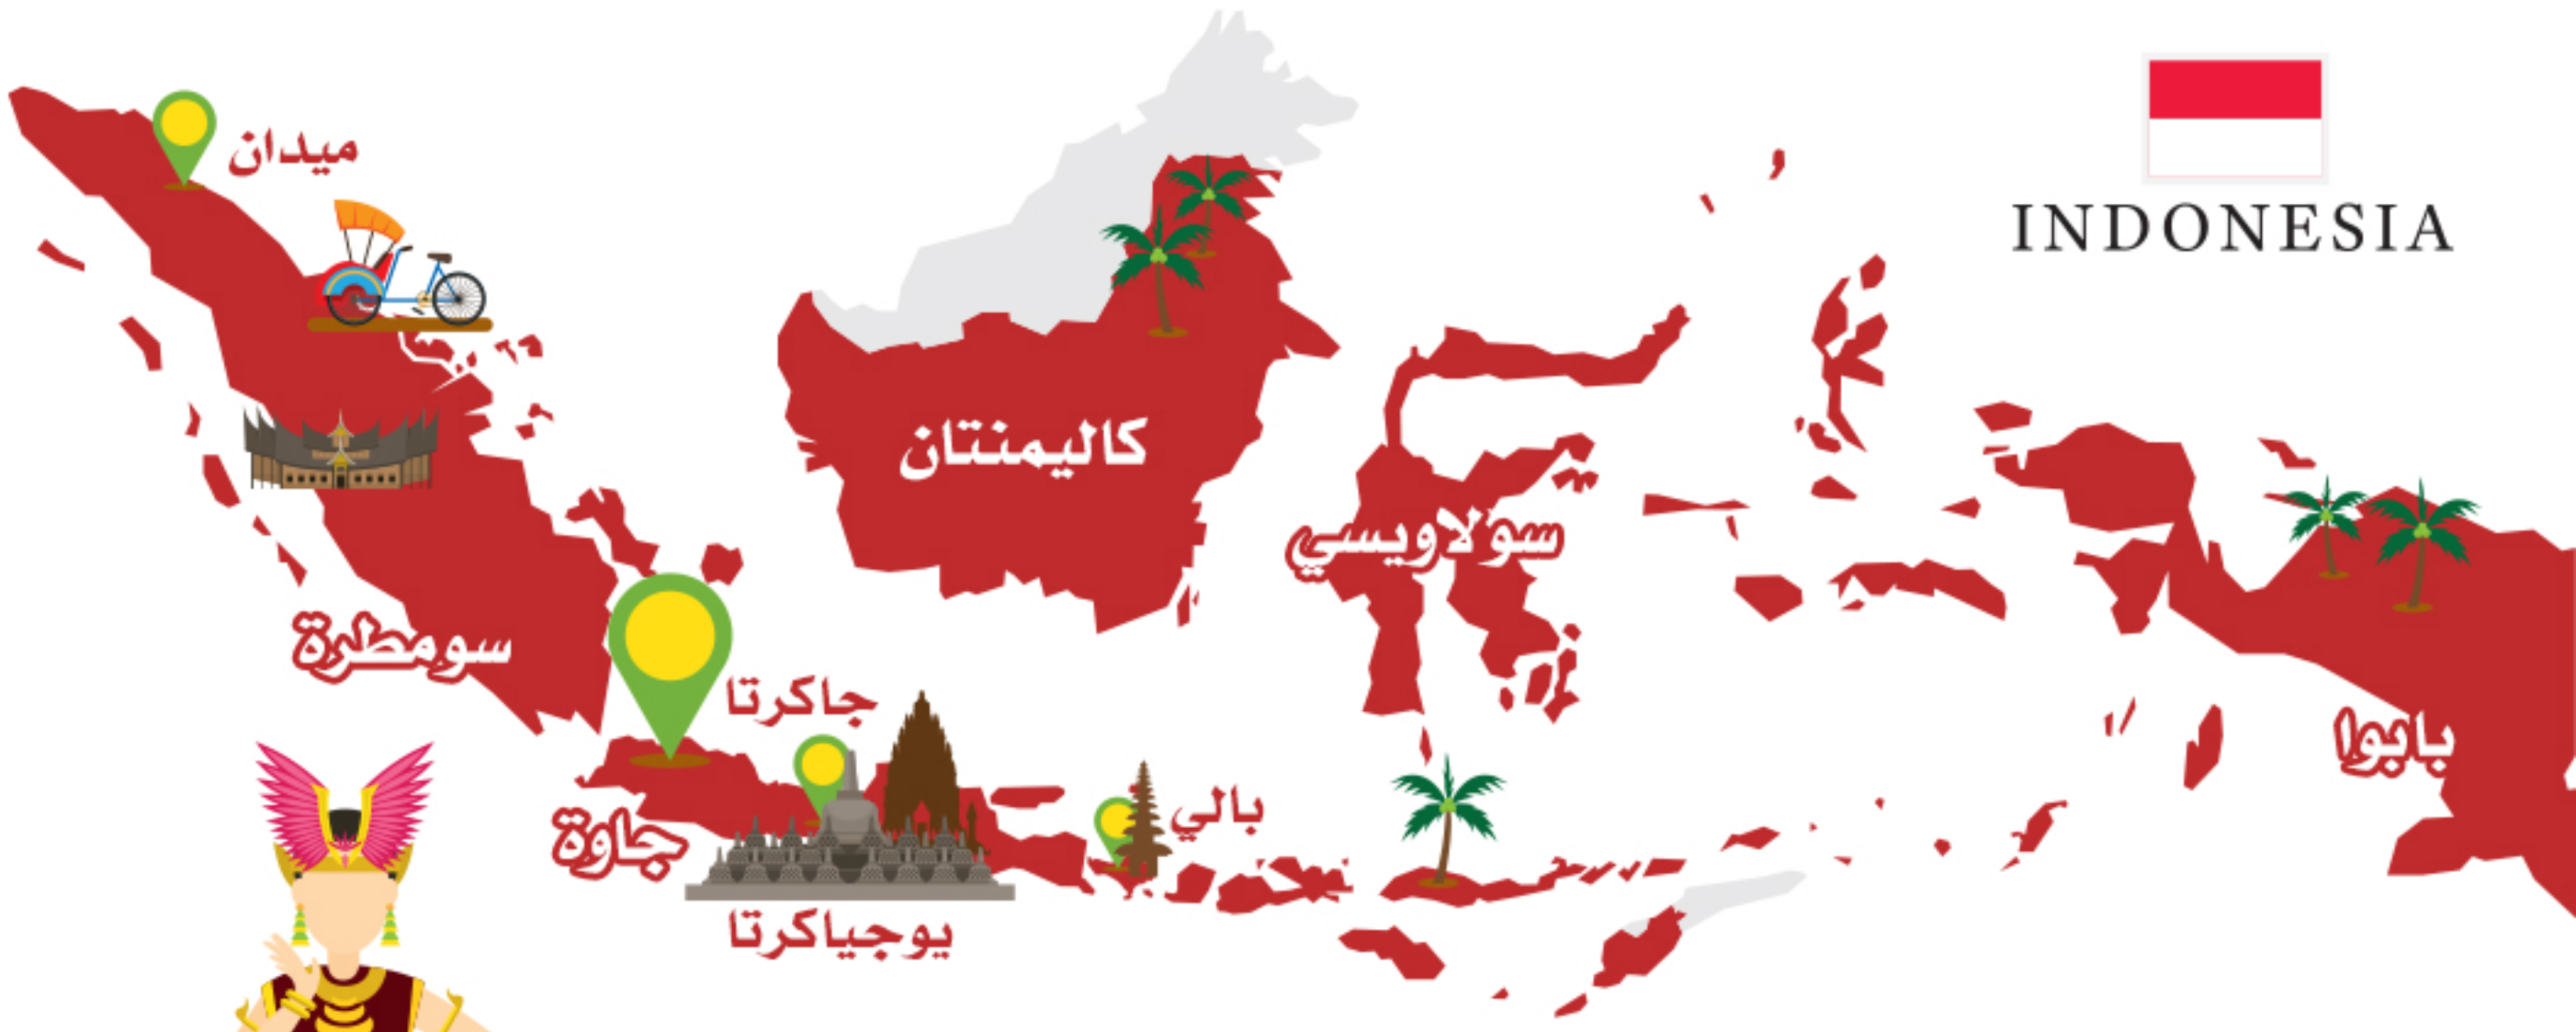 INDONESIA
ميدان
كاليمنتان
سولاويسي
سومطرة
جاكرتا
بابوا
بالي
جاوة
يوجياكرتا